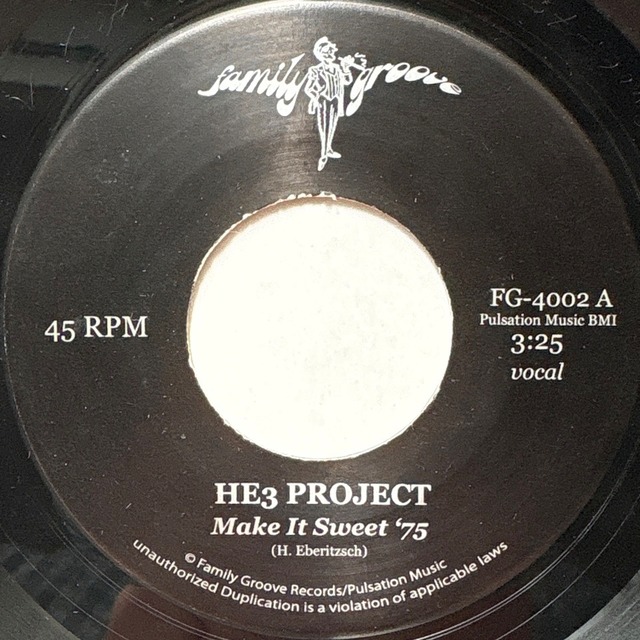 family groove
45 RPM
FG-4002 A
Pulsation Music BMI
3:25
vocal
HE3 PROJECT
Make It Sweet ‘75
(H. Eberitzsch)
© Family Groove Records/Pulsation Music
unauthorized Duplication is a violation of applicable laws